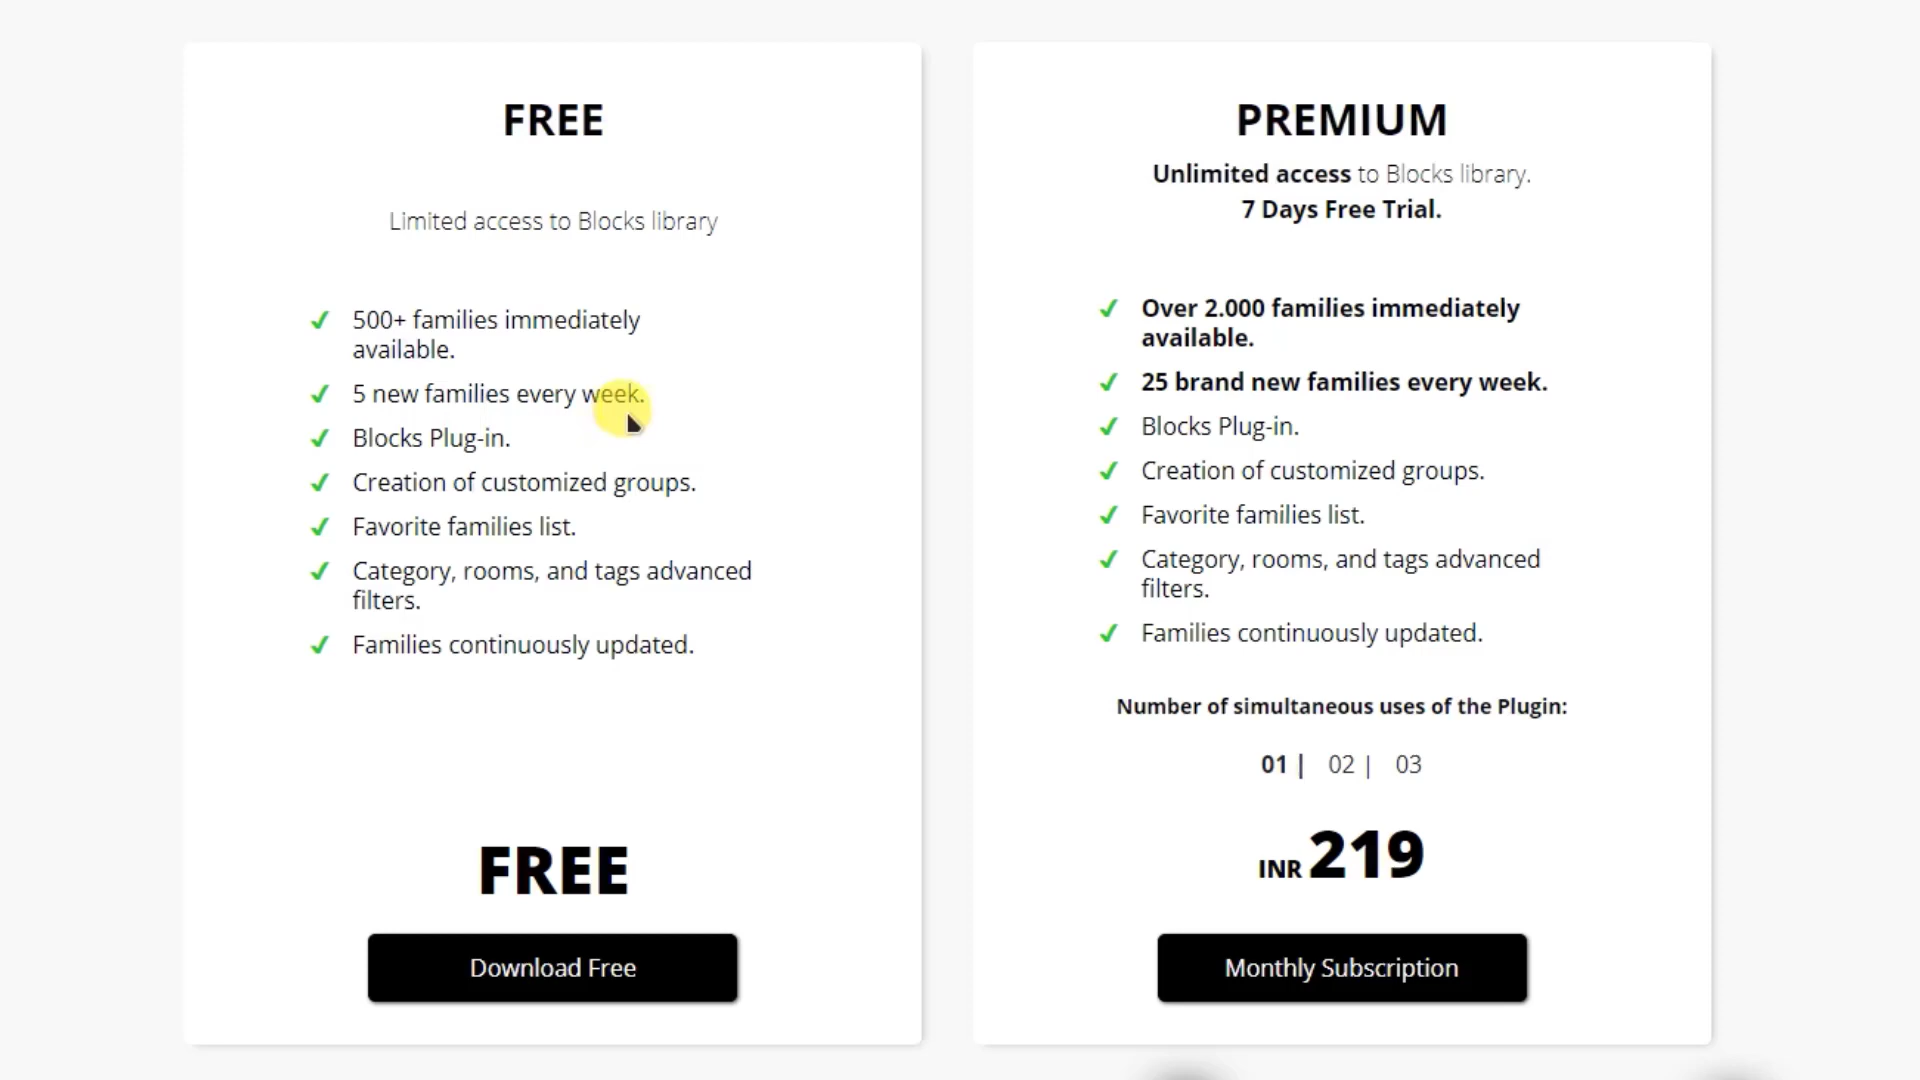 FREE
Limited access to Blocks library
500+ families immediately
available.
5 new families every week.
Blocks Plug-in.
Creation of customized groups.
Favorite families list.
Category, rooms, and tags advanced
filters.
Families continuously updated.
FREE
Download Free
PREMIUM
Unlimited access to Blocks library.
7 Days Free Trial.
Over 2.000 families immediately
available.
25 brand new families every week.
Blocks Plug-in.
Creation of customized groups.
Favorite families list.
Category, rooms, and tags advanced
filters.
Families continuously updated.
Number of simultaneous uses of the Plugin:
01 | 02 | 03
INR 219
Monthly Subscription